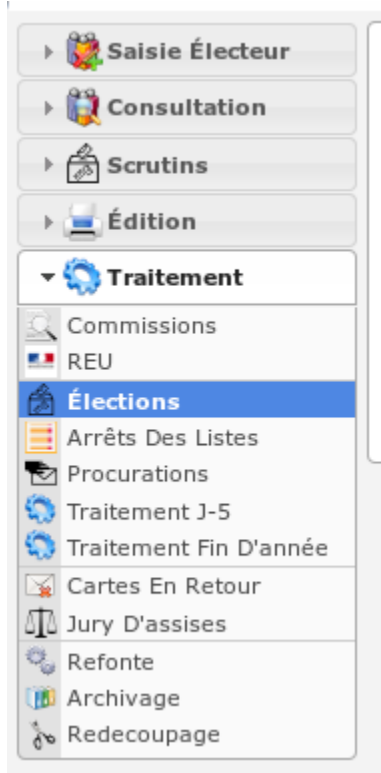 Saisie Électeur
Consultation
Scrutins
Édition
Traitement
Commissions
REU
Élections
Arrêts Des Listes
Procurations
Traitement J-5
Traitement Fin D'année
Cartes En Retour
Jury D'assises
Refonte
Archivage
Redecoupage